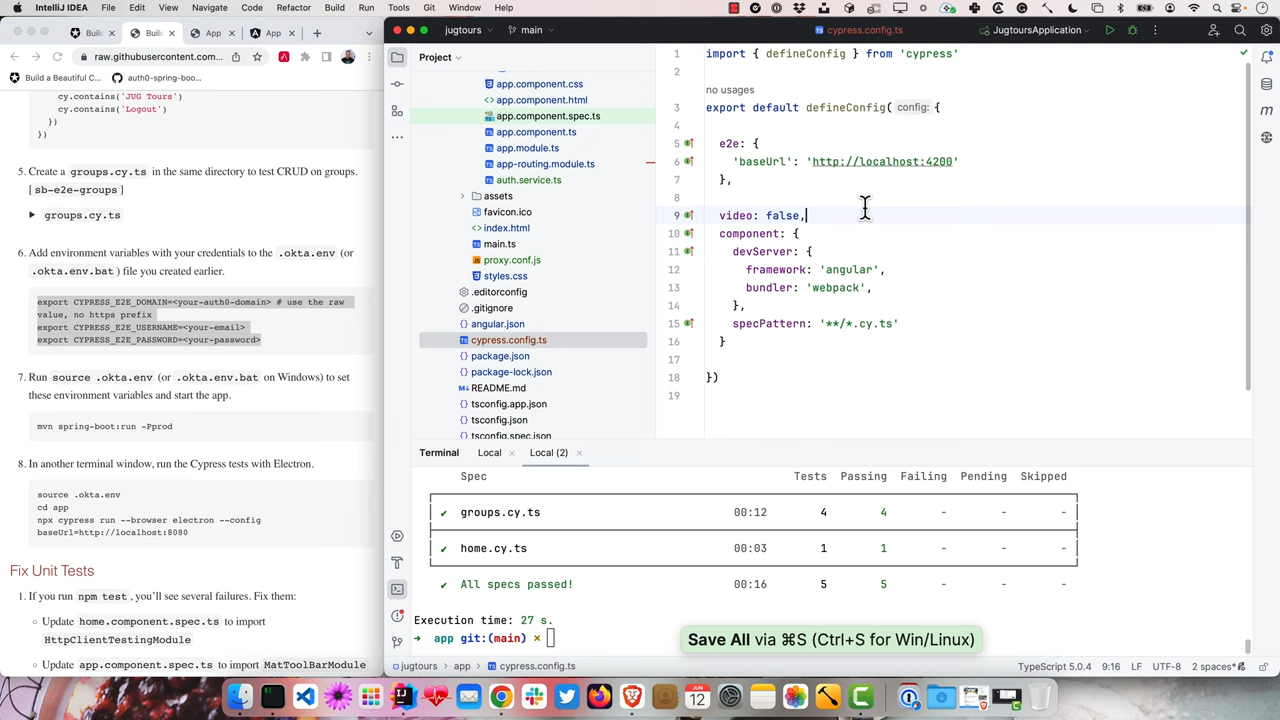 IntelliJ IDEA File Edit View Navigate Code Refactor Build Run Tools Git Window Help
Build Build App App
raw.githubusercontent.com...
Build a Beautiful C... auth0-spring-boo...
cy.contains('JUG Tours')
cy.contains('Logout')
})
})
5. Create a groups.cy.ts in the same directory to test CRUD on groups.
[sb-e2e-groups]
groups.cy.ts
6. Add environment variables with your credentials to the .okta.env (or
.okta.env.bat ) file you created earlier.
export CYPRESS_E2E_DOMAIN=<your-auth0-domain> # use the raw
value, no https prefix
export CYPRESS_E2E_USERNAME=<your-email>
export CYPRESS_E2E_PASSWORD=<your-password>
7. Run source .okta.env (or .okta.env.bat on Windows) to set
these environment variables and start the app.
mvn spring-boot:run -Pprod
8. In another terminal window, run the Cypress tests with Electron.
source .okta.env
cd app
npx cypress run --browser electron --config
baseUrl=http://localhost:8080
Fix Unit Tests
1. If you run npm test, you'll see several failures. Fix them:
Update home.component.spec.ts to import
HttpClientTestingModule
Update app.component.spec.ts to import MatToolBarModule
jugtours main cypress.config.ts JugtoursApplication
Project
app.component.css
app.component.html
app.component.spec.ts
app.component.ts
app.module.ts
app-routing.module.ts
auth.service.ts
assets
favicon.ico
index.html
main.ts
proxy.conf.js
styles.css
.editorconfig
.gitignore
angular.json
cypress.config.ts
package.json
package-lock.json
README.md
tsconfig.app.json
tsconfig.json
tsconfig.spec.json
1 import { defineConfig } from 'cypress'
2
no usages
3 export default defineConfig( config: {
4
5 e2e: {
6 'baseUrl': 'http://localhost:4200'
7 },
8
9 video: false,
10 component: {
11 devServer: {
12 framework: 'angular',
13 bundler: 'webpack',
14 },
15 specPattern: '**/*.cy.ts'
16 }
17
18 })
19
Terminal Local Local (2)
Spec Tests Passing Failing Pending Skipped
✔ groups.cy.ts 00:12 4 4 - - -
✔ home.cy.ts 00:03 1 1 - - -
✔ All specs passed! 00:16 5 5 - - -
Execution time: 27 s.
app git:(main) ×
Save All via ⌘S (Ctrl+S for Win/Linux)
jugtours app cypress.config.ts TypeScript 5.0.4 9:16 LF UTF-8 2 spaces
JUN
12